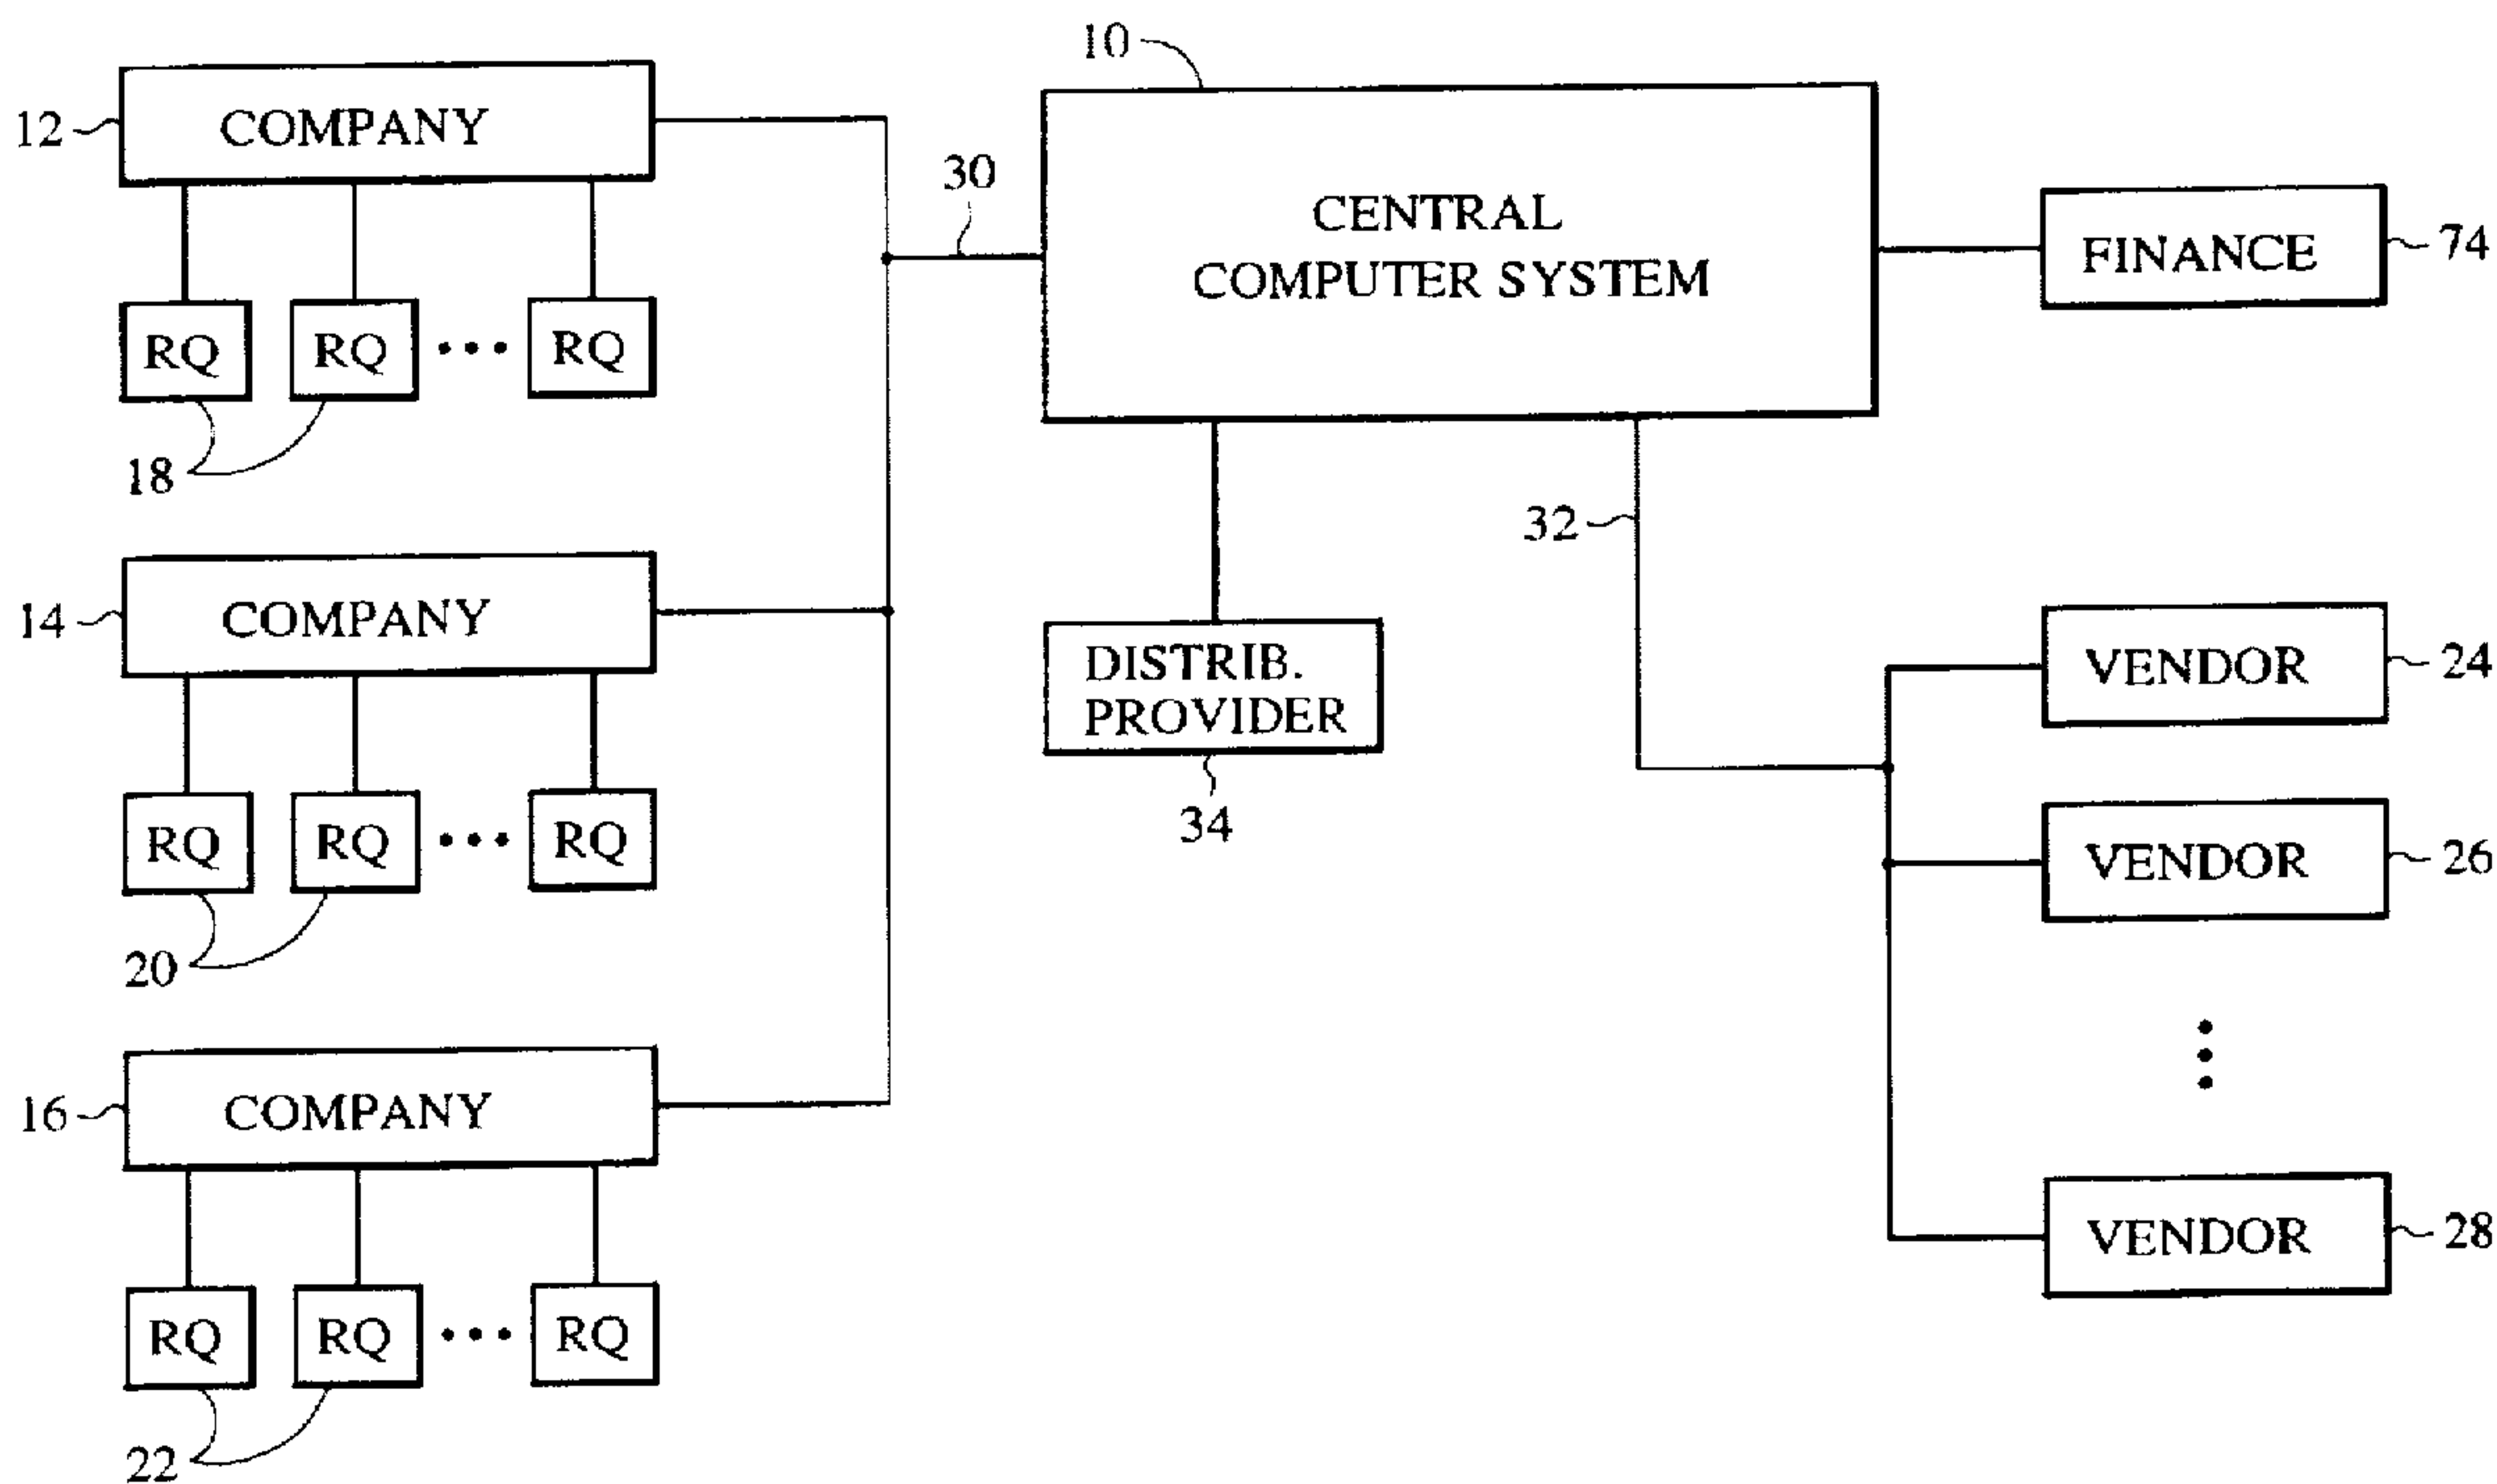 10
12 COMPANY
30
CENTRAL
COMPUTER SYSTEM
FINANCE 74
RQ RQ ••• RQ
18
32
14 COMPANY
DISTRIB.
PROVIDER
34
VENDOR 24
RQ RQ ••• RQ
20
VENDOR 26
16 COMPANY
VENDOR 28
RQ RQ ••• RQ
22